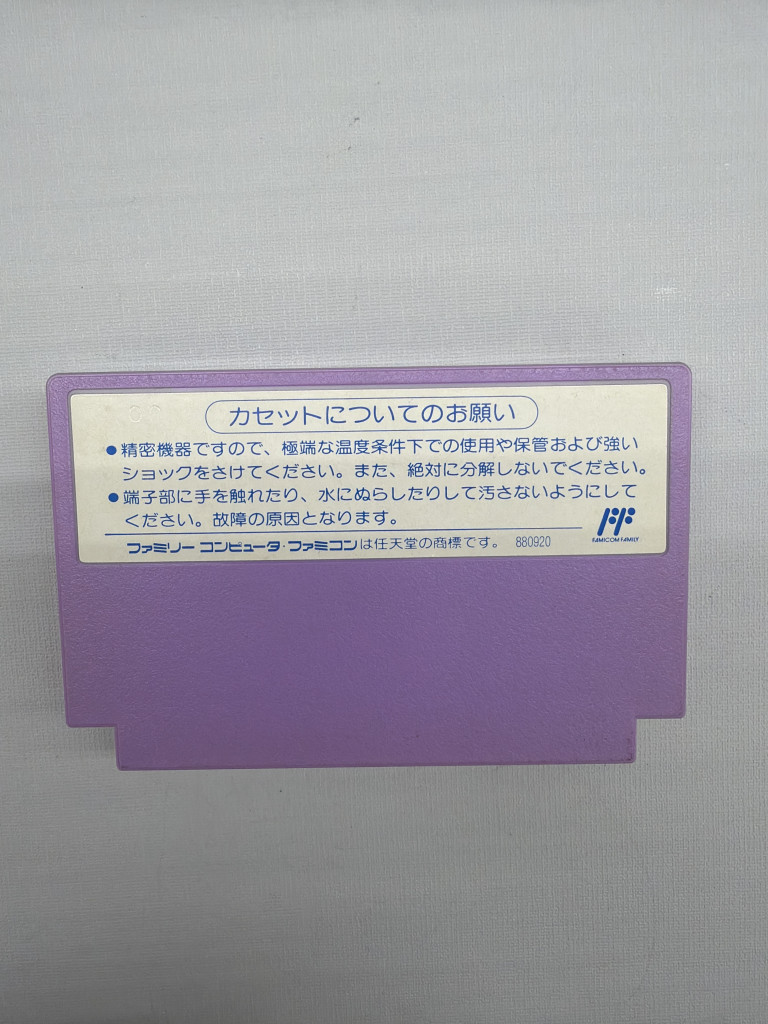 カセットについてのお願い
●精密機器ですので、極端な温度条件下での使用や保管および強い
ショックをさけてください。また、絶対に分解しないでください。
●端子部に手を触れたり、水にぬらしたりして汚さないようにして
ください。故障の原因となります。
ファミリー コンピュータ・ファミコンは任天堂の商標です。 880920
FAMICOM FAMILY